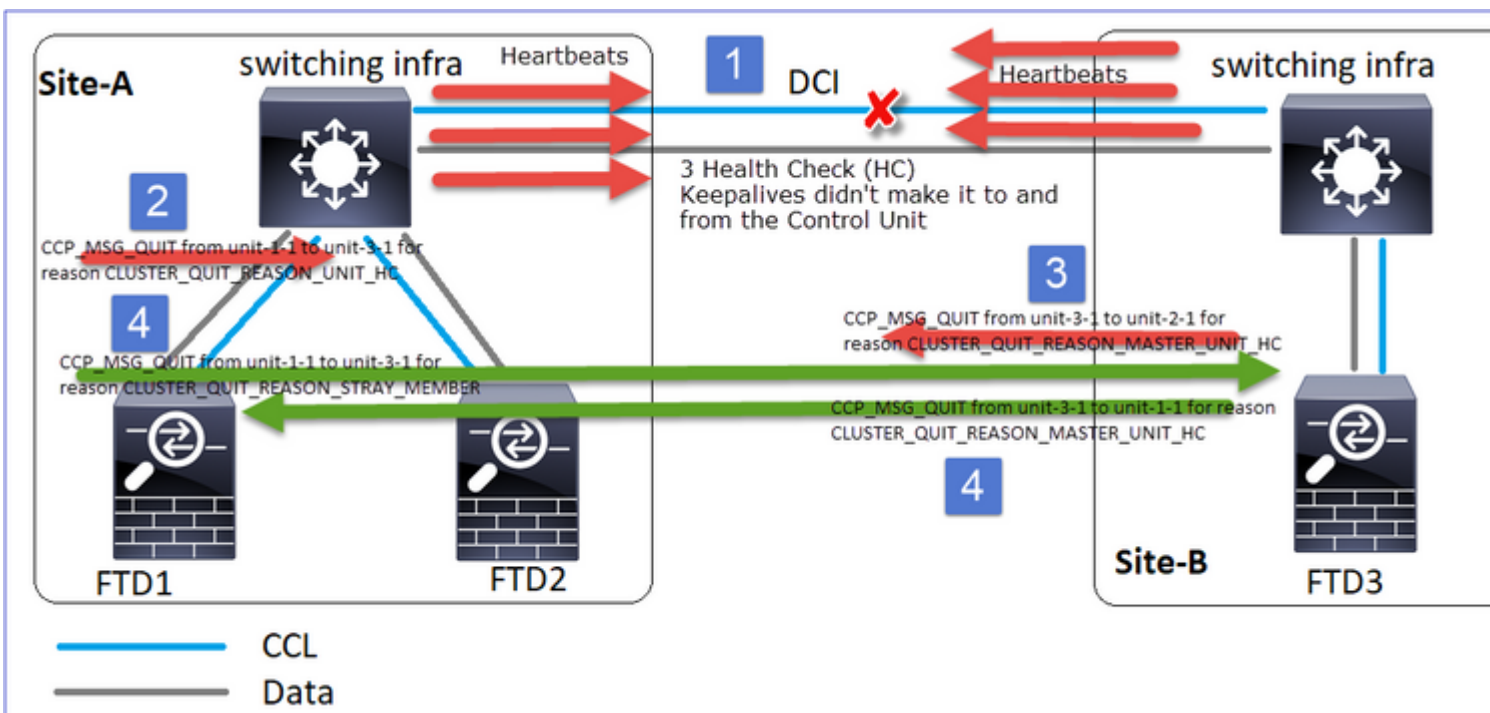 Site-A
switching infra
Heartbeats
1
DCI
Heartbeats
switching infra
3 Health Check (HC)
Keepalives didn't make it to and
from the Control Unit
2
CCP_MSG_QUIT from unit-1-1 to unit-3-1 for
reason CLUSTER_QUIT_REASON_UNIT_HC
3
CCP_MSG_QUIT from unit-3-1 to unit-2-1 for
reason CLUSTER_QUIT_REASON_MASTER_UNIT_HC
4
CCP_MSG_QUIT from unit-1-1 to unit-3-1 for
reason CLUSTER_QUIT_REASON_STRAY_MEMBER
CCP_MSG_QUIT from unit-3-1 to unit-1-1 for reason
CLUSTER_QUIT_REASON_MASTER_UNIT_HC
4
FTD1
FTD2
Site-B
FTD3
CCL
Data